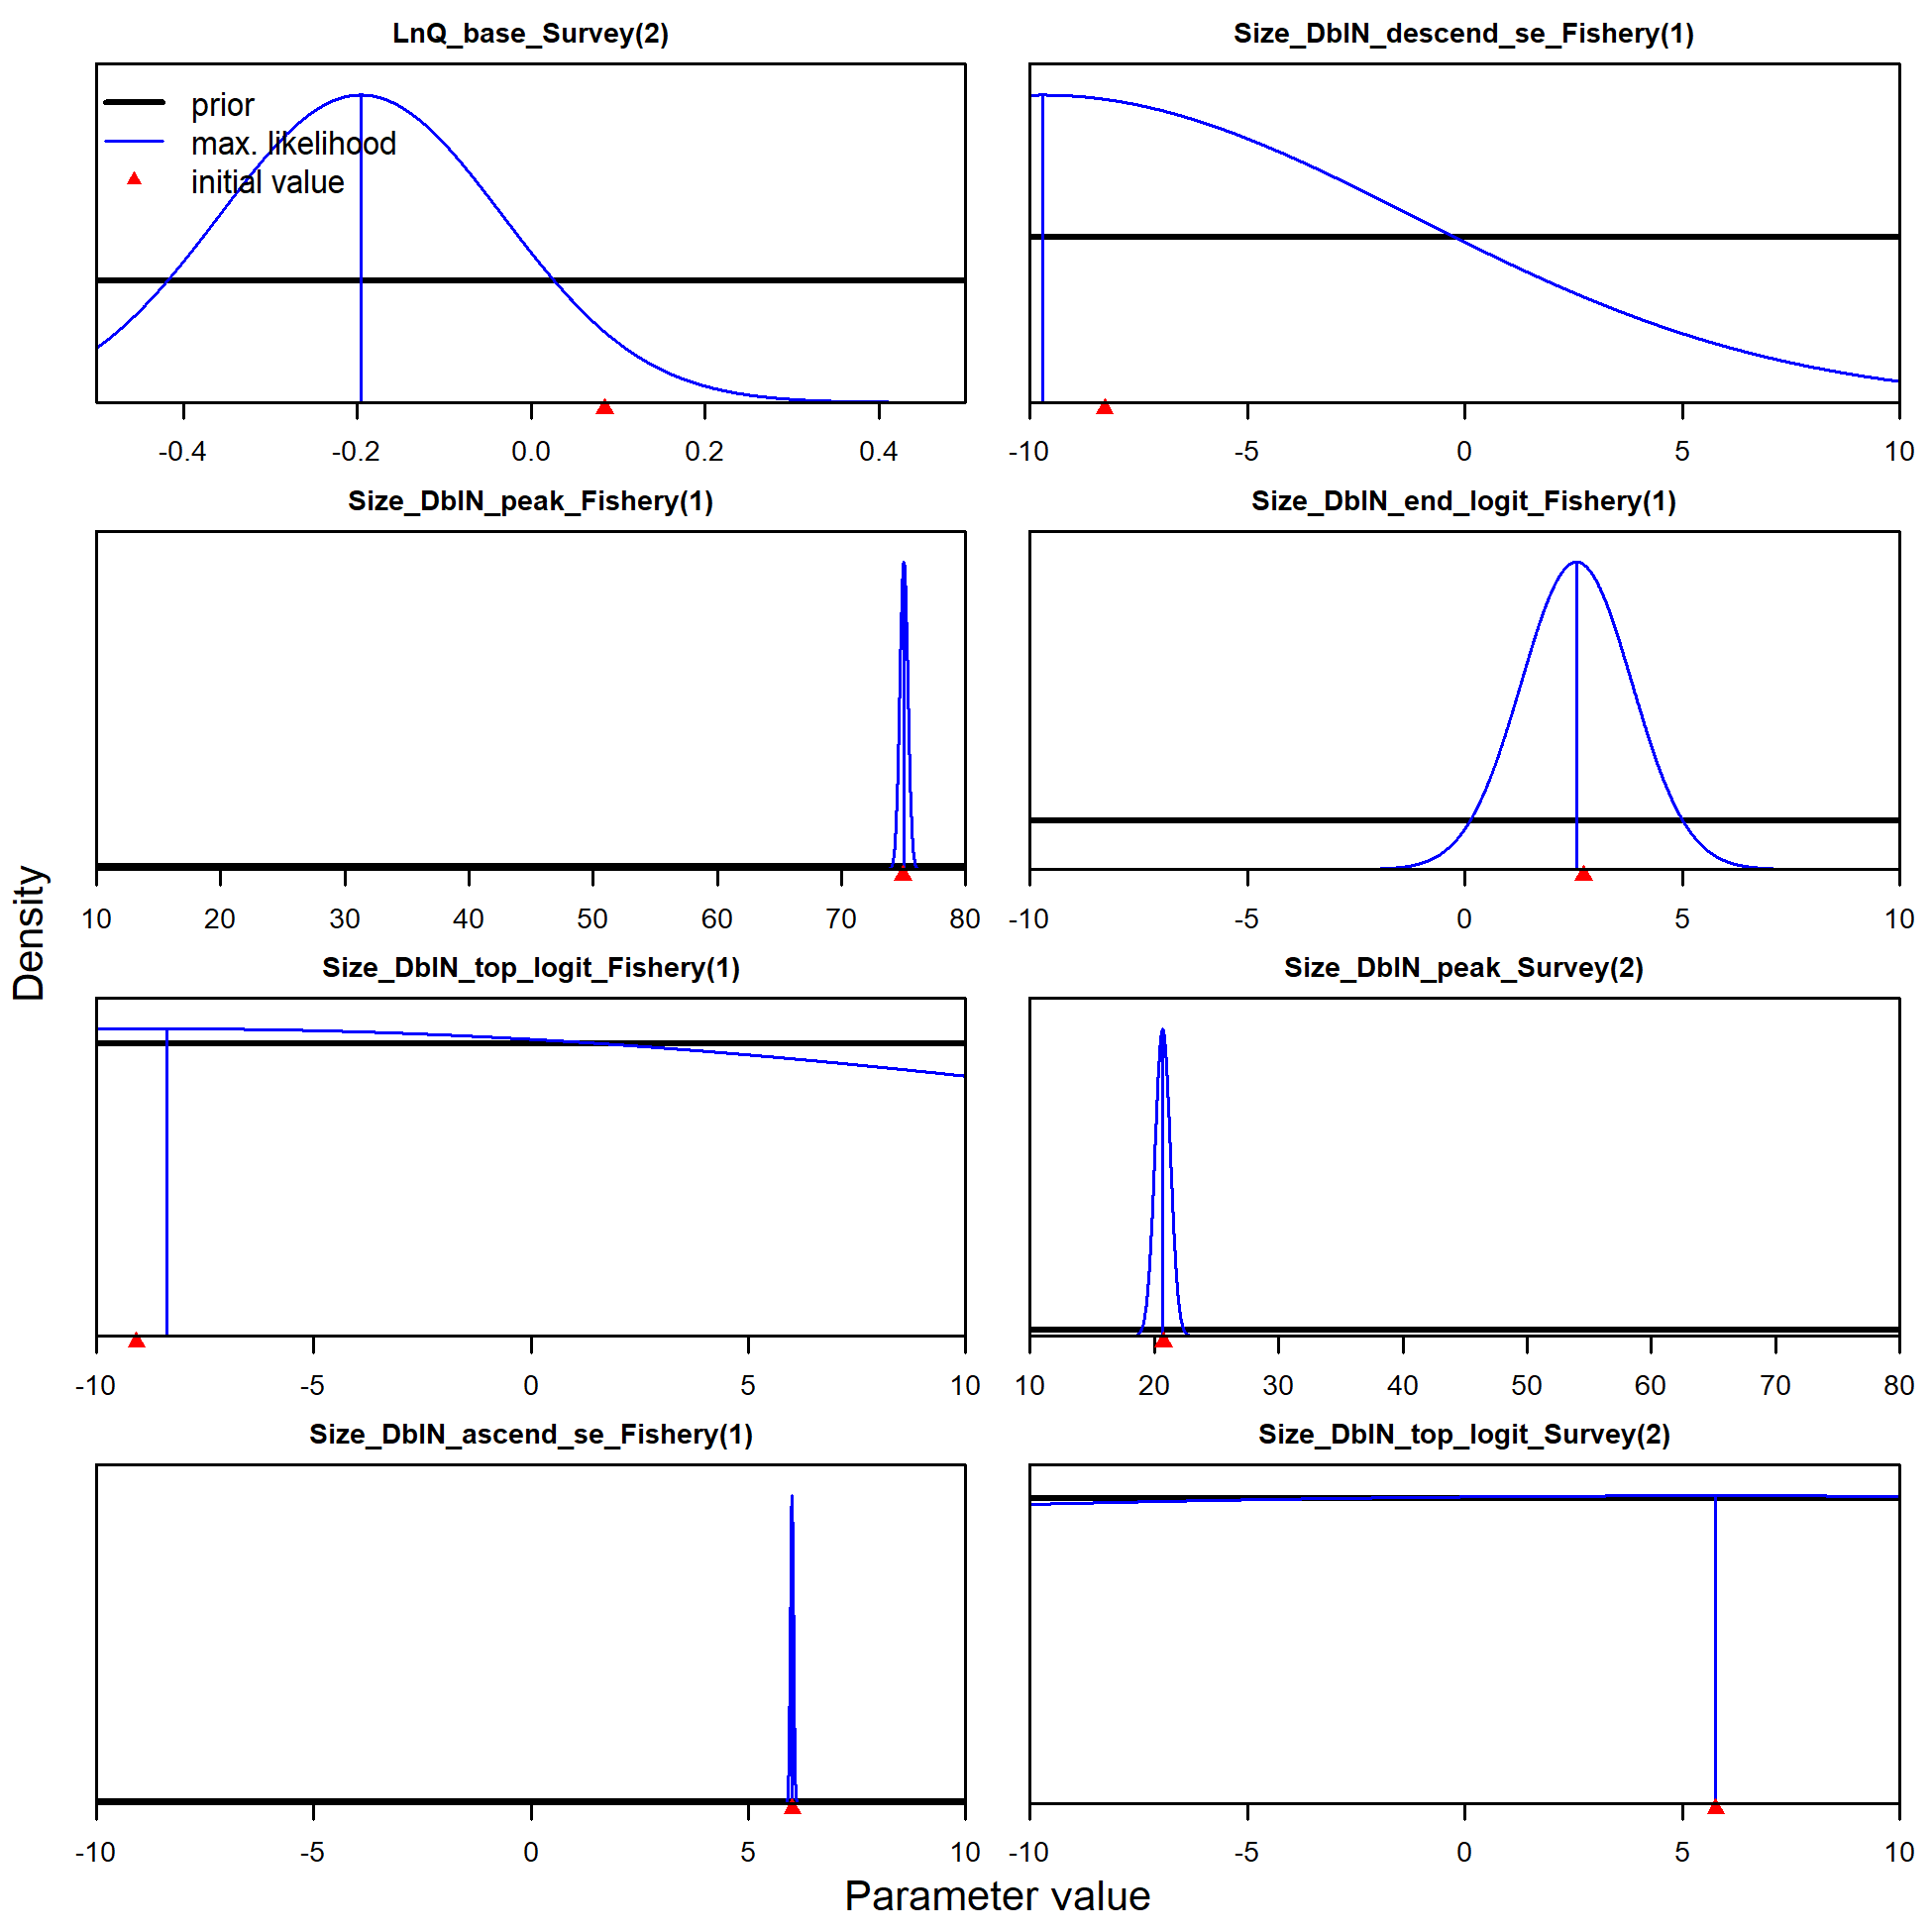 LnQ_base_Survey(2)
Size_DblN_descend_se_Fishery(1)
prior
max. likelihood
initial value
-0.4 -0.2 0.0 0.2 0.4
-10 -5 0 5 10
Size_DblN_peak_Fishery(1)
Size_DblN_end_logit_Fishery(1)
10 20 30 40 50 60 70 80
-10 -5 0 5 10
Size_DblN_top_logit_Fishery(1)
Size_DblN_peak_Survey(2)
-10 -5 0 5 10
10 20 30 40 50 60 70 80
Size_DblN_ascend_se_Fishery(1)
Size_DblN_top_logit_Survey(2)
-10 -5 0 5 10
-10 -5 0 5 10
Density
Parameter value